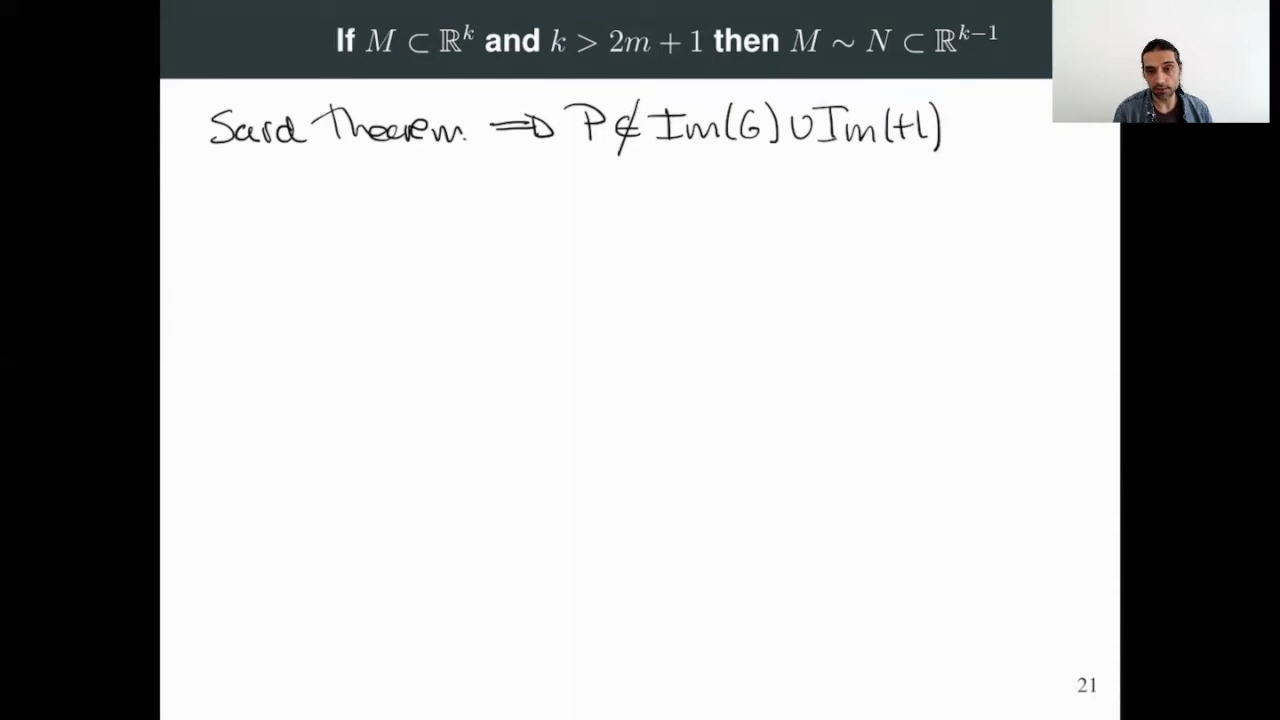 If M ⊂ ℝ^k and k > 2m + 1 then M ∼ N ⊂ ℝ^{k−1}
Sard Theorem. ⟹ P ∉ Im(G) ∪ Im(H)
21